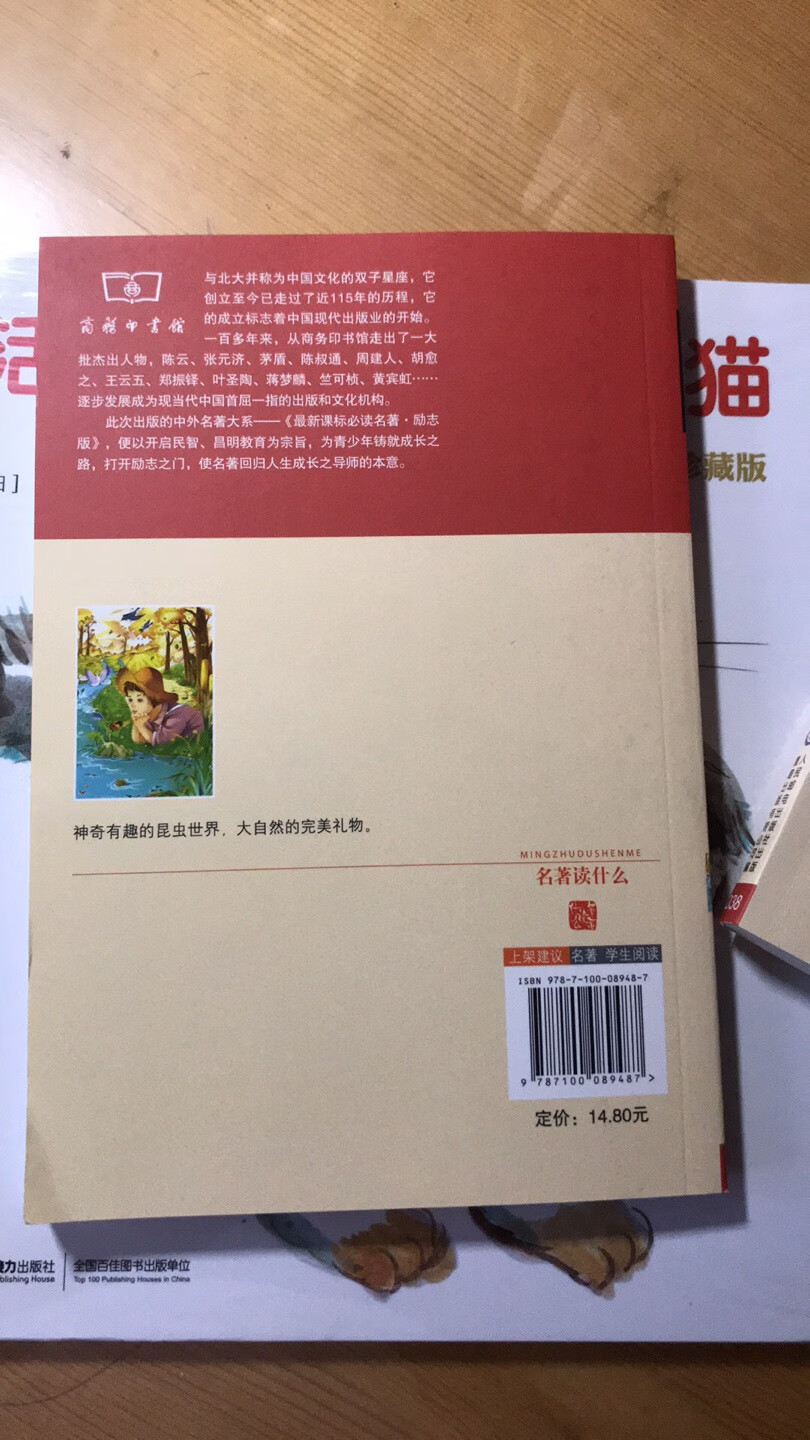 商务印书馆
与北大并称为中国文化的双子星座，它
创立至今已走过了近115年的历程，它
的成立标志着中国现代出版业的开始。
一百多年来，从商务印书馆走出了一大
批杰出人物，陈云、张元济、茅盾、陈叔通、周建人、胡愈
之、王云五、郑振铎、叶圣陶、蒋梦麟、竺可桢、黄宾虹……
逐步发展成为现当代中国首屈一指的出版和文化机构。
此次出版的中外名著大系——《最新课标必读名著·励志
版》，便以开启民智、昌明教育为宗旨，为青少年铸就成长之
路，打开励志之门，使名著回归人生成长之导师的本意。
猫
珍藏版
神奇有趣的昆虫世界，大自然的完美礼物。
MINGZHUDUSHENME
名著读什么
上架建议 名著 学生阅读
ISBN 978-7-100-08948-7
9 787100 089487 >
定价：14.80元
力出版社
Publishing House
全国百佳图书出版单位
Top 100 Publishing Houses in China